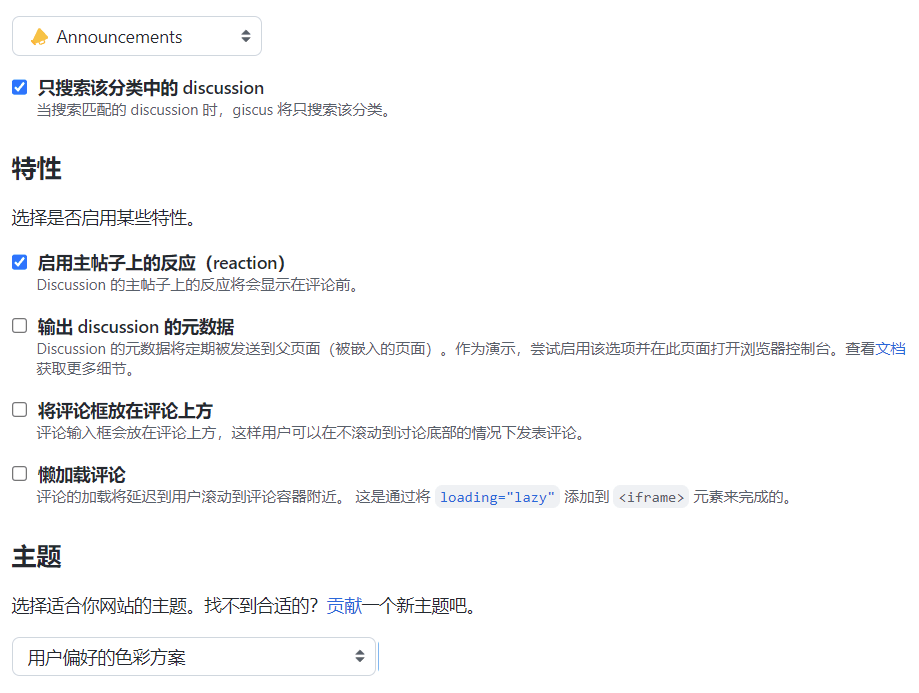 Announcements
只搜索该分类中的 discussion
当搜索匹配的 discussion 时，giscus 将只搜索该分类。
特性
选择是否启用某些特性。
启用主帖子上的反应（reaction）
Discussion 的主帖子上的反应将会显示在评论前。
输出 discussion 的元数据
Discussion 的元数据将定期被发送到父页面（被嵌入的页面）。作为演示，尝试启用该选项并在此页面打开浏览器控制台。查看文档
获取更多细节。
将评论框放在评论上方
评论输入框会放在评论上方，这样用户可以在不滚动到讨论底部的情况下发表评论。
懒加载评论
评论的加载将延迟到用户滚动到评论容器附近。 这是通过将 loading="lazy" 添加到 <iframe> 元素来完成的。
主题
选择适合你网站的主题。找不到合适的？贡献一个新主题吧。
用户偏好的色彩方案